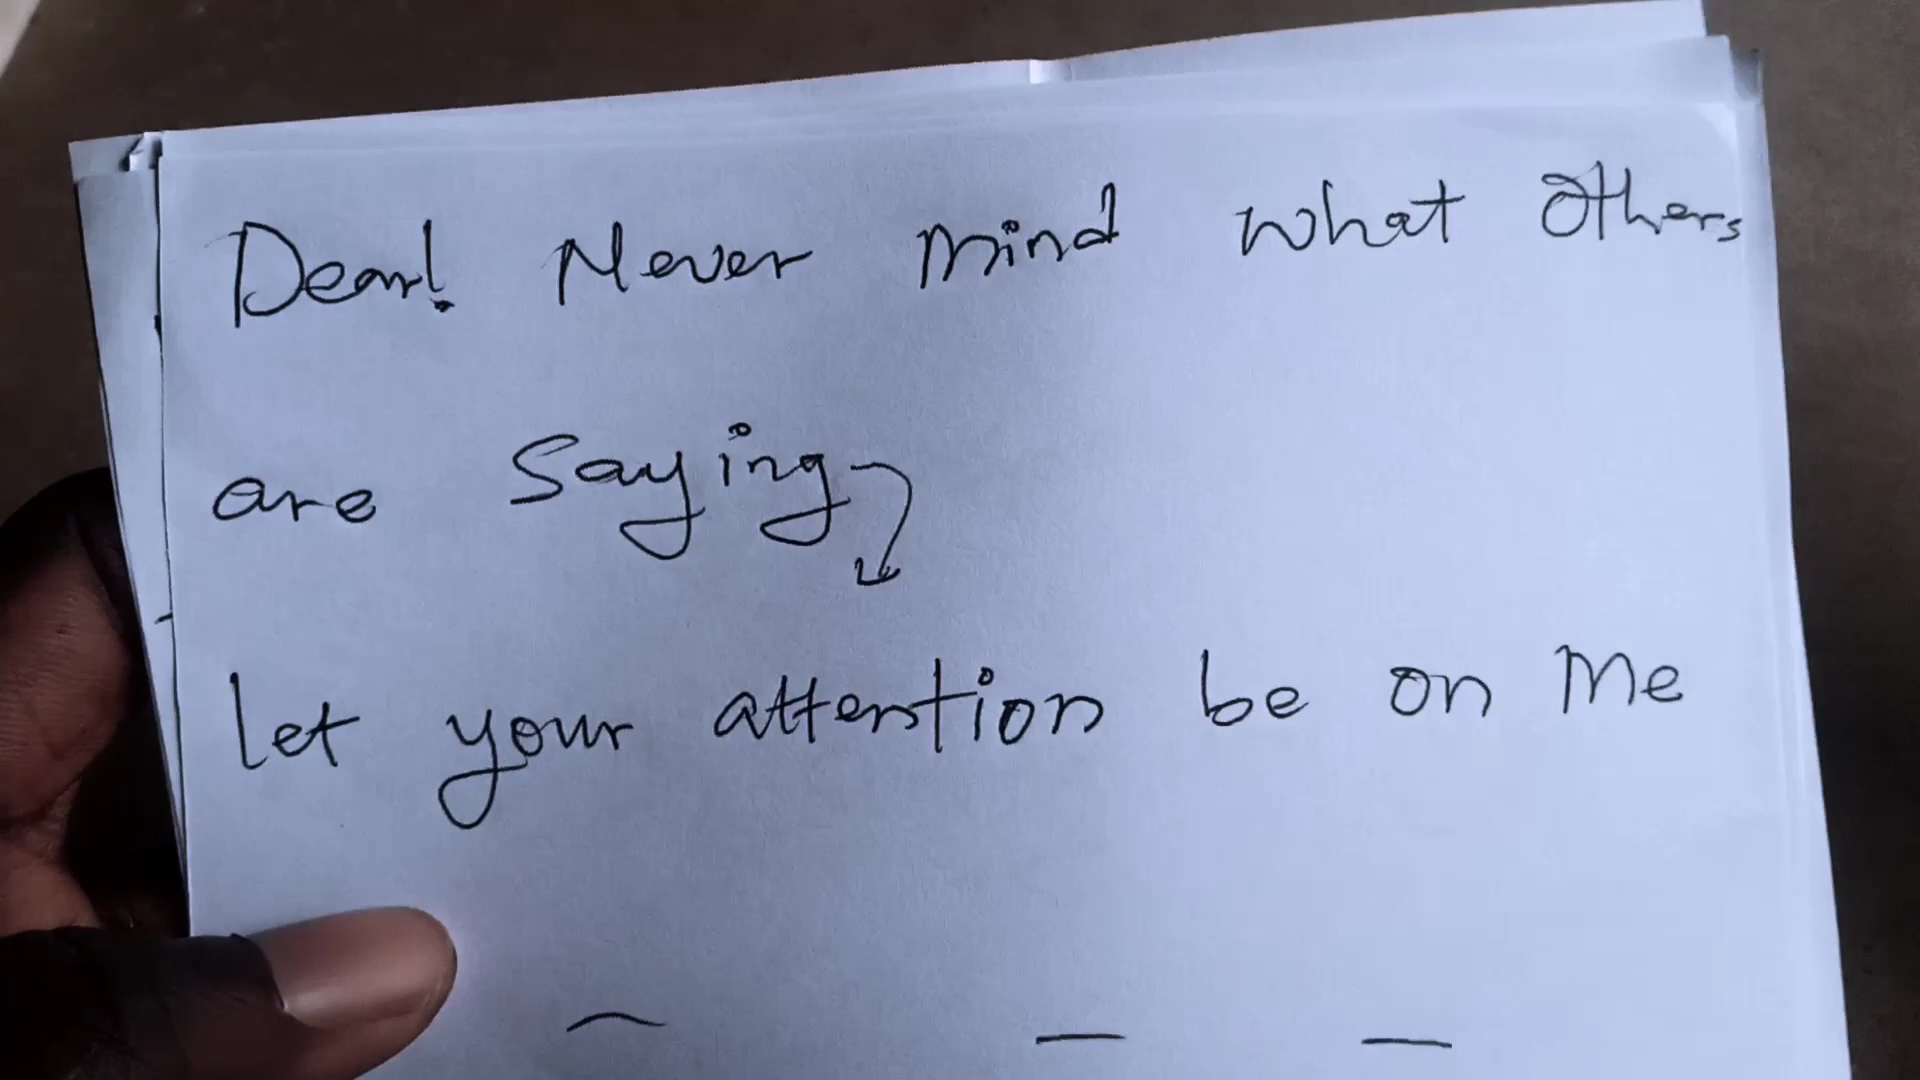 Dear! Never mind what others
are saying
let your attention be on me